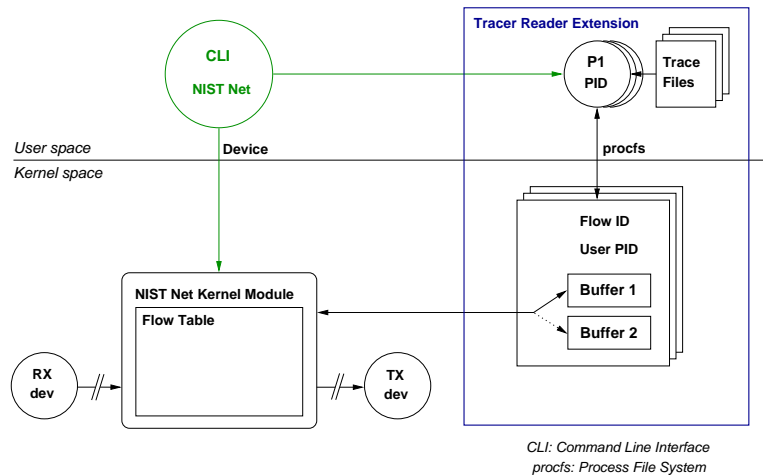 Tracer Reader Extension
CLI
NIST Net
P1
PID
Trace
Files
User space
Device
procfs
Kernel space
Flow ID
User PID
Buffer 1
Buffer 2
NIST Net Kernel Module
Flow Table
RX
dev
TX
dev
CLI: Command Line Interface
procfs: Process File System